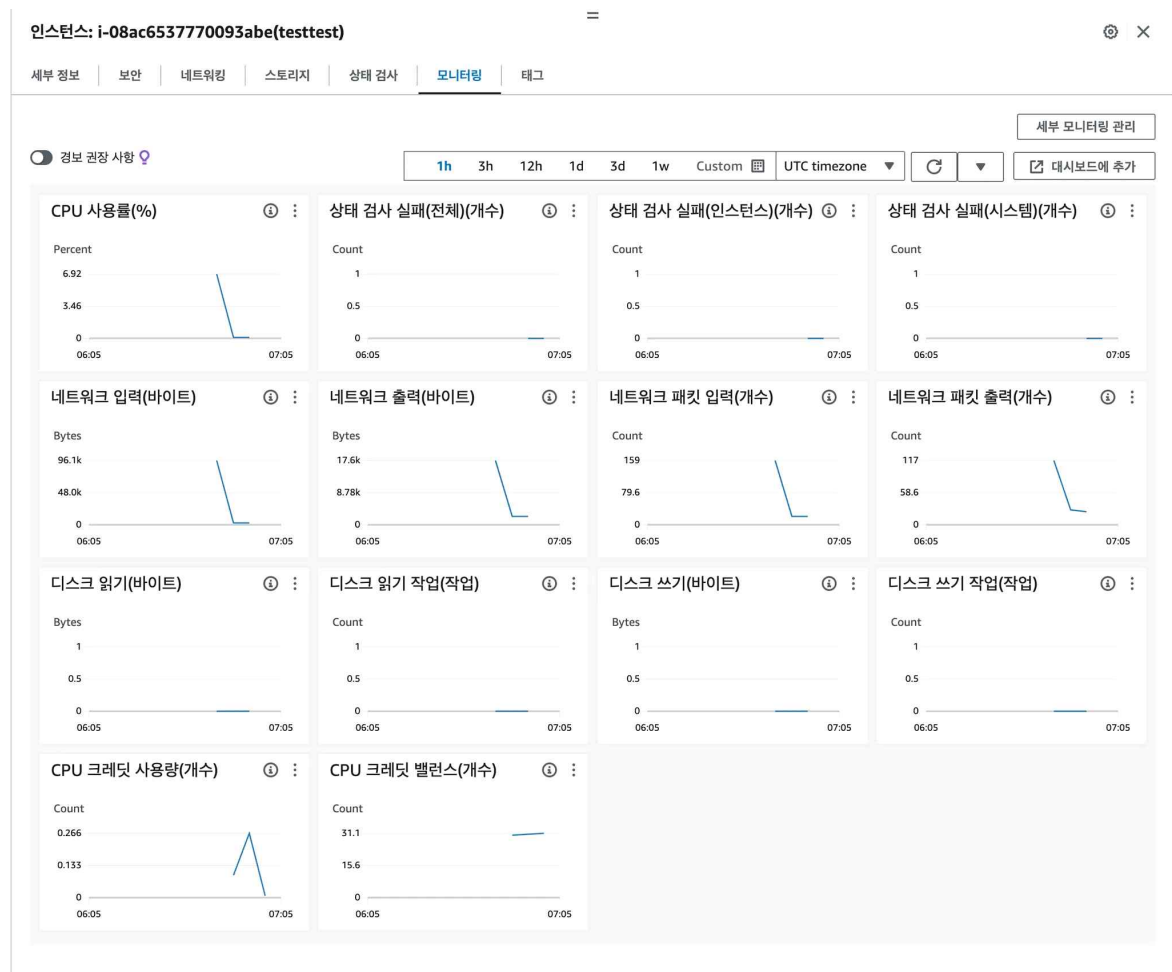 인스턴스: i-08ac6537770093abe(testtest)
세부 정보 보안 네트워킹 스토리지 상태 검사 모니터링 태그
세부 모니터링 관리
경보 권장 사항 1h 3h 12h 1d 3d 1w Custom UTC timezone 대시보드에 추가
CPU 사용률(%)
Percent
6.92
3.46
0
06:05 07:05
상태 검사 실패(전체)(개수)
Count
1
0.5
0
06:05 07:05
상태 검사 실패(인스턴스)(개수)
Count
1
0.5
0
06:05 07:05
상태 검사 실패(시스템)(개수)
Count
1
0.5
0
06:05 07:05
네트워크 입력(바이트)
Bytes
96.1k
48.0k
0
06:05 07:05
네트워크 출력(바이트)
Bytes
17.6k
8.78k
0
06:05 07:05
네트워크 패킷 입력(개수)
Count
159
79.6
0
06:05 07:05
네트워크 패킷 출력(개수)
Count
117
58.6
0
06:05 07:05
디스크 읽기(바이트)
Bytes
1
0.5
0
06:05 07:05
디스크 읽기 작업(작업)
Count
1
0.5
0
06:05 07:05
디스크 쓰기(바이트)
Bytes
1
0.5
0
06:05 07:05
디스크 쓰기 작업(작업)
Count
1
0.5
0
06:05 07:05
CPU 크레딧 사용량(개수)
Count
0.266
0.133
0
06:05 07:05
CPU 크레딧 밸런스(개수)
Count
31.1
15.6
0
06:05 07:05